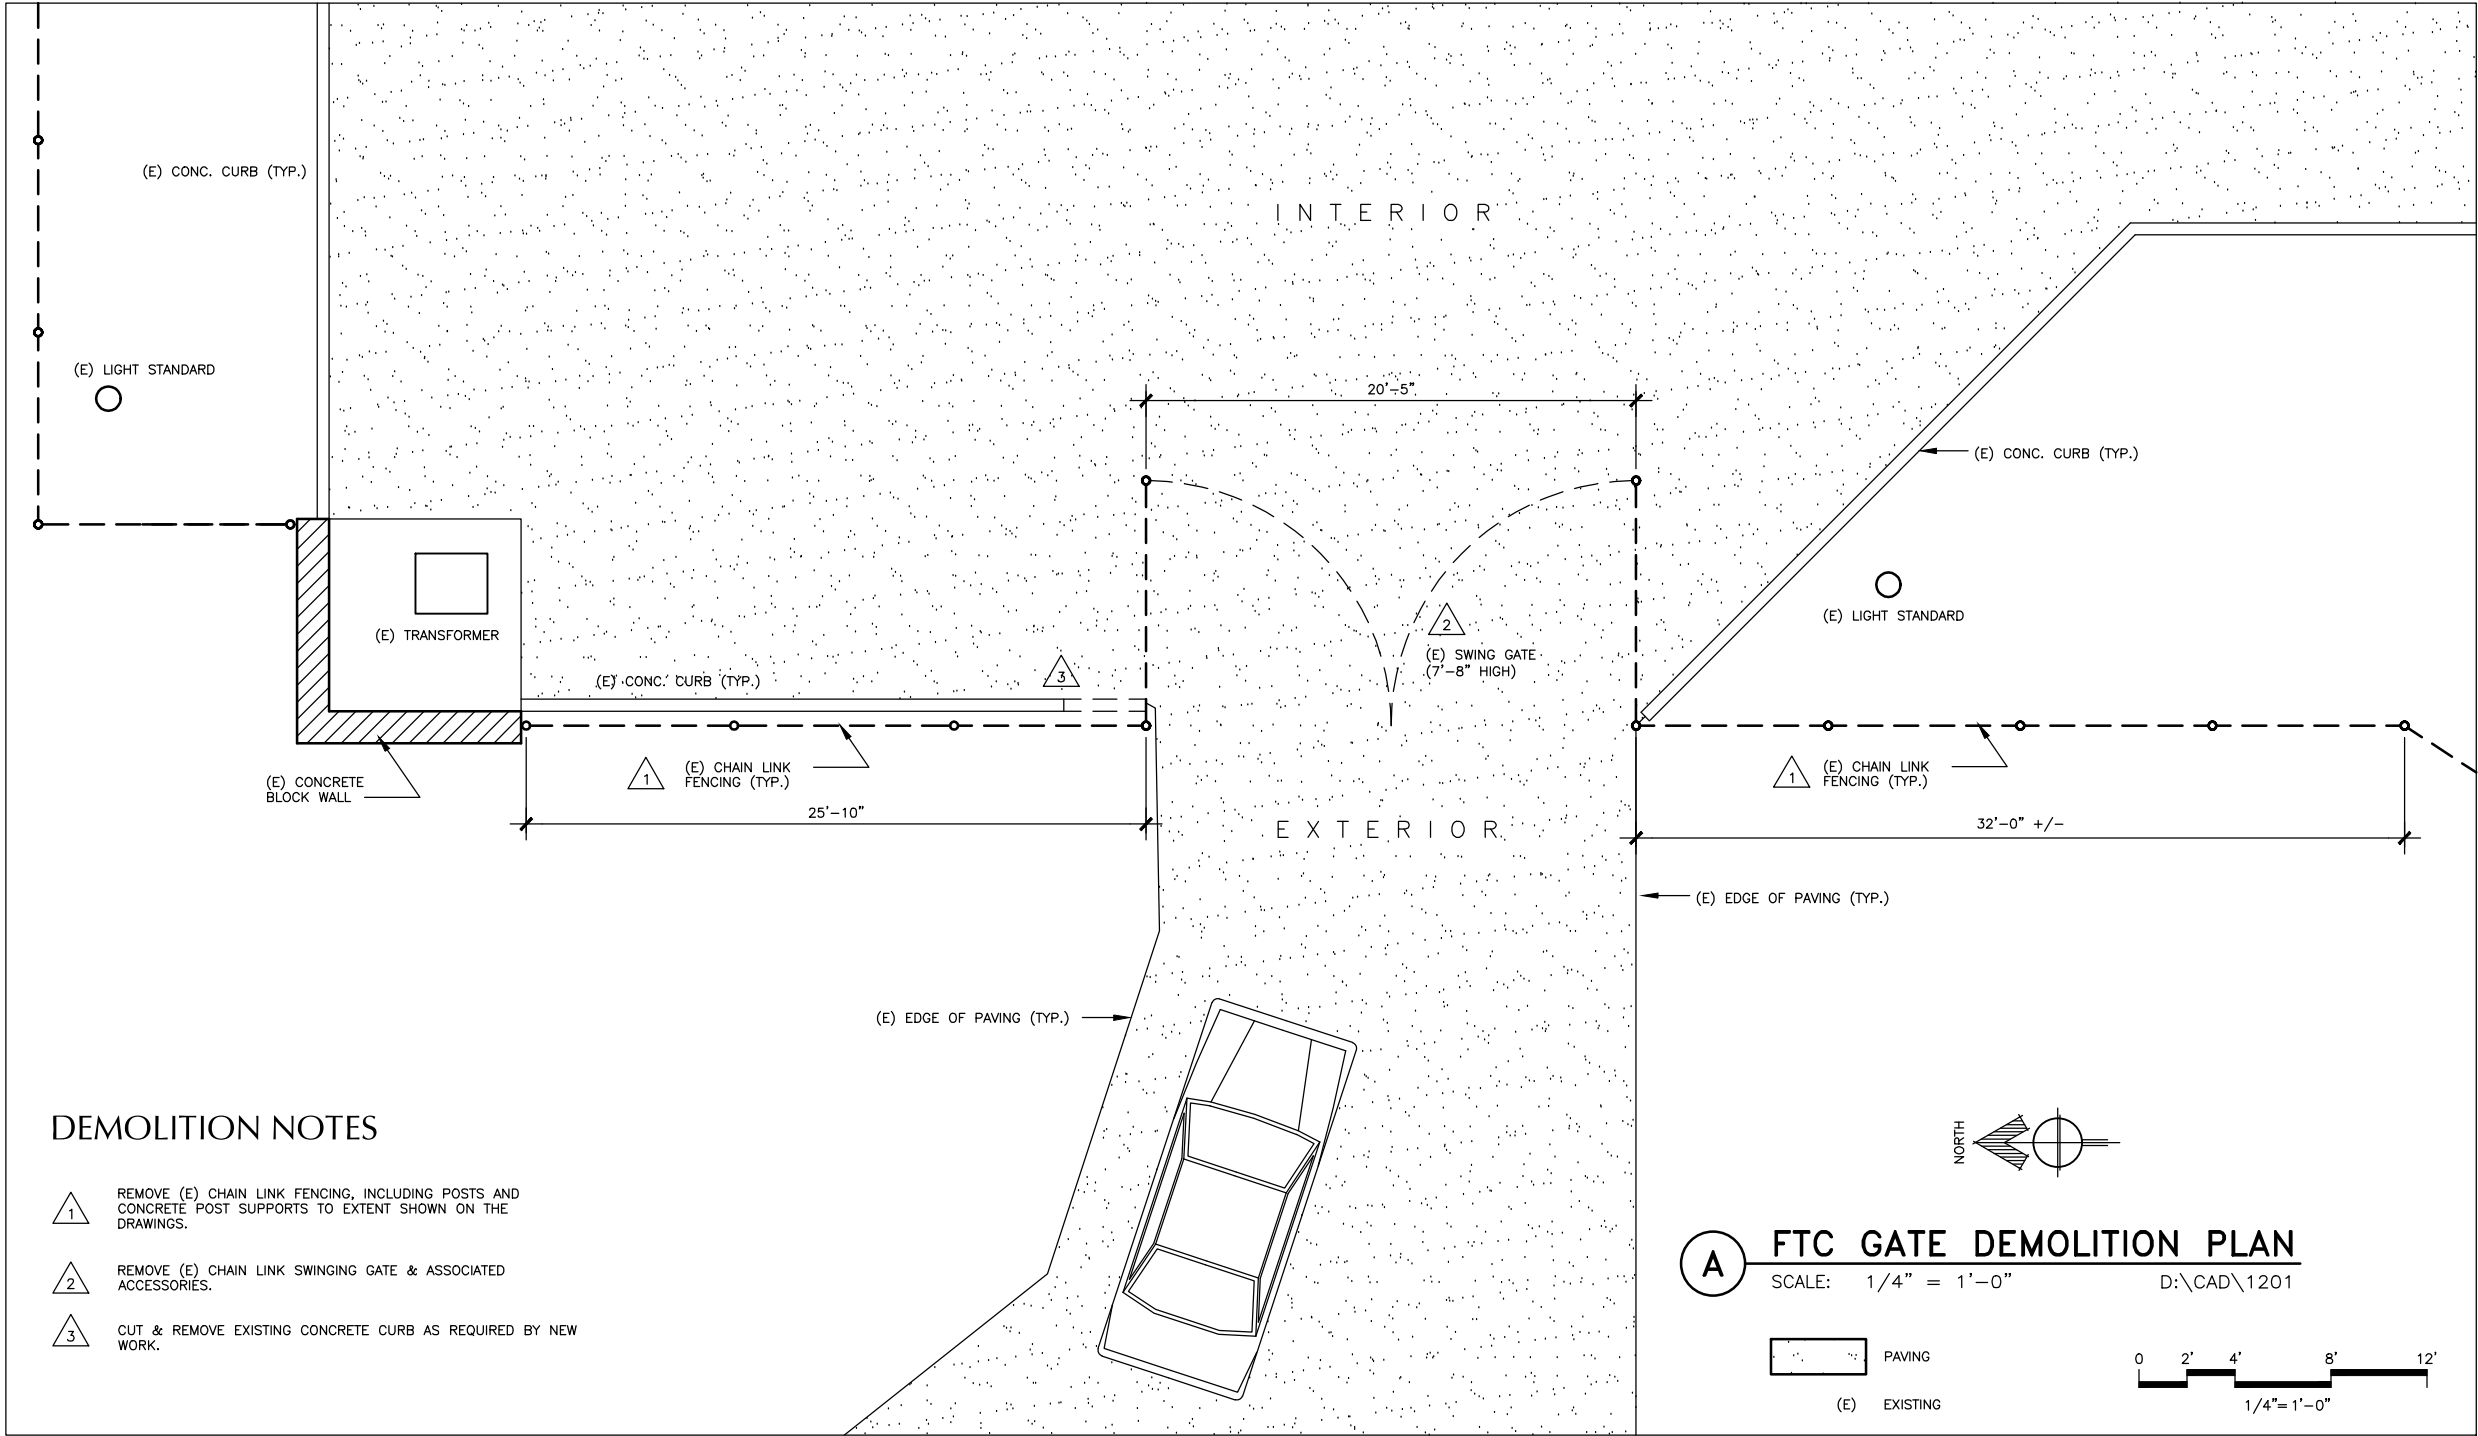 (E) CONC. CURB (TYP.)
INTERIOR
(E) LIGHT STANDARD
20'-5"
(E) CONC. CURB (TYP.)
(E) TRANSFORMER
2
(E) SWING GATE
(7'-8" HIGH)
(E) LIGHT STANDARD
(E) CONC. CURB (TYP.)
3
(E) CONCRETE
BLOCK WALL
1
(E) CHAIN LINK
FENCING (TYP.)
1
(E) CHAIN LINK
FENCING (TYP.)
25'-10"
EXTERIOR
32'-0" +/-
(E) EDGE OF PAVING (TYP.)
(E) EDGE OF PAVING (TYP.)
DEMOLITION NOTES
1
REMOVE (E) CHAIN LINK FENCING, INCLUDING POSTS AND
CONCRETE POST SUPPORTS TO EXTENT SHOWN ON THE
DRAWINGS.
2
REMOVE (E) CHAIN LINK SWINGING GATE & ASSOCIATED
ACCESSORIES.
3
CUT & REMOVE EXISTING CONCRETE CURB AS REQUIRED BY NEW
WORK.
NORTH
A
FTC GATE DEMOLITION PLAN
SCALE: 1/4" = 1'-0" D:\CAD\1201
PAVING
(E) EXISTING
0 2' 4' 8' 12'
1/4"=1'-0"